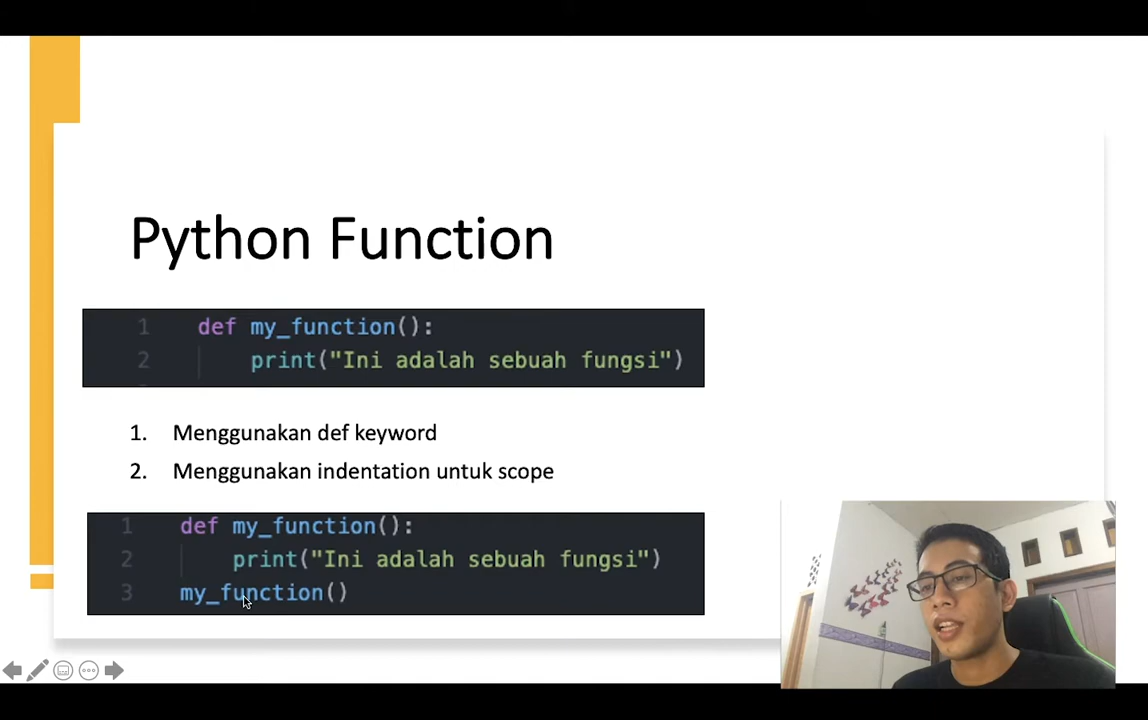 Python Function
1 def my_function():
2 print("Ini adalah sebuah fungsi")
1. Menggunakan def keyword
2. Menggunakan indentation untuk scope
1 def my_function():
2 print("Ini adalah sebuah fungsi")
3 my_function()